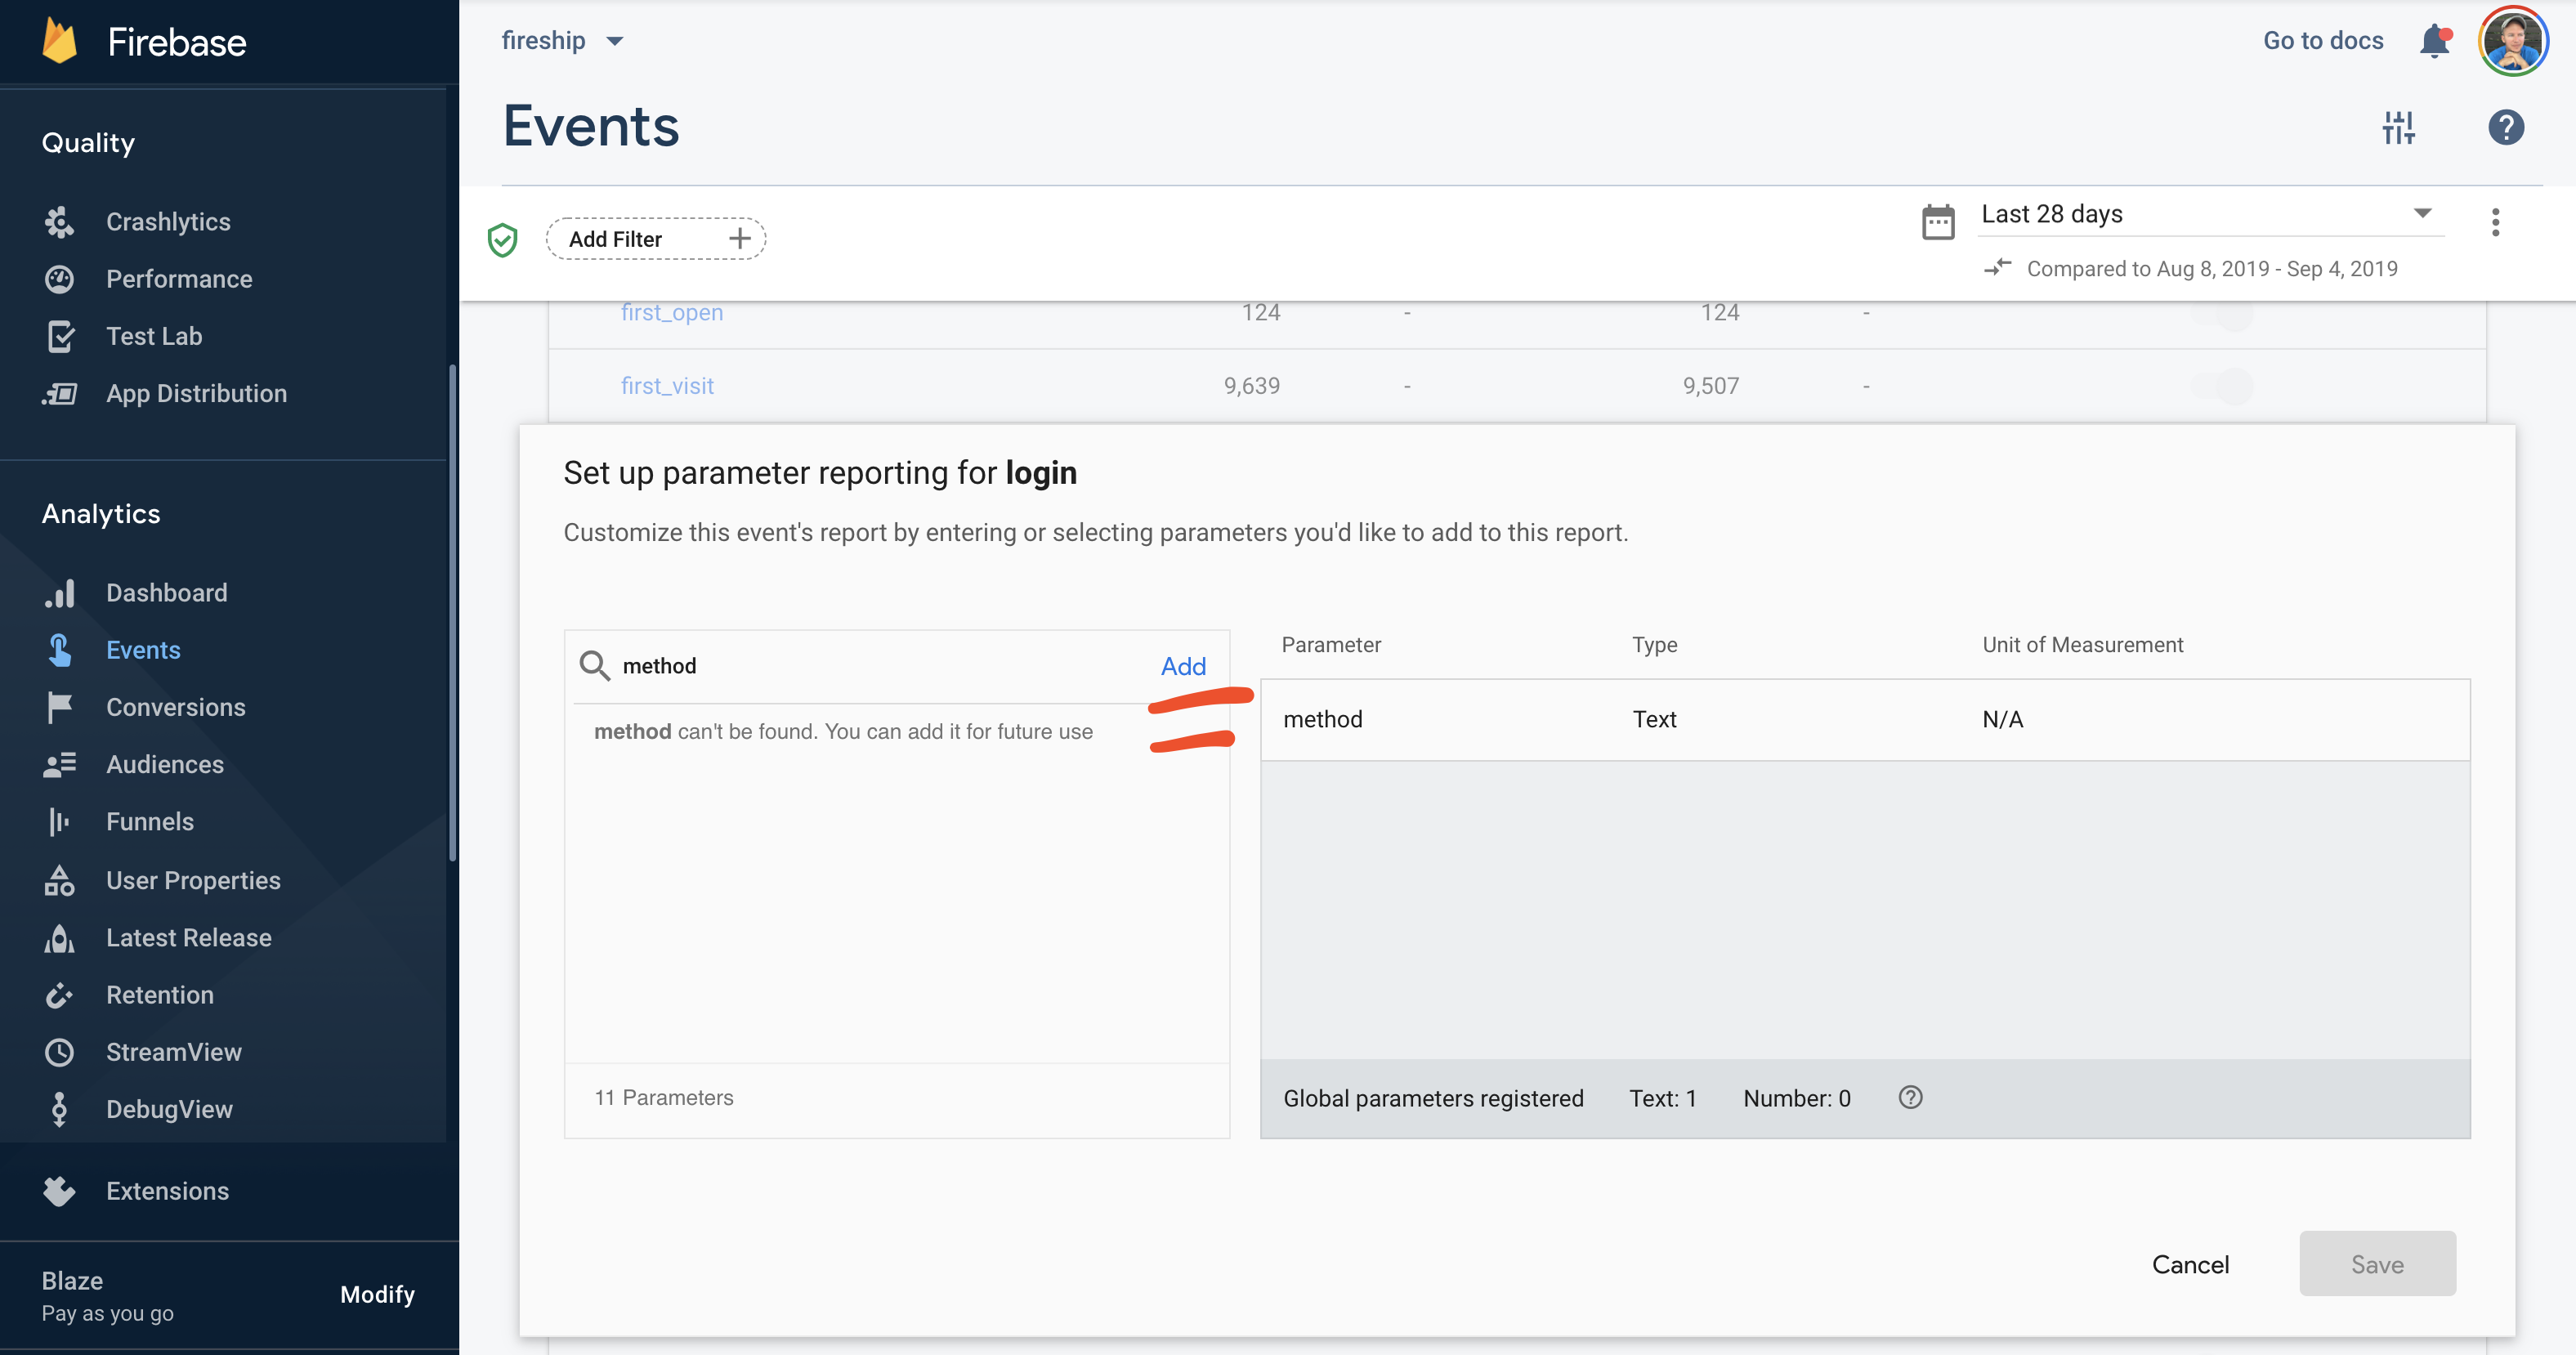 Firebase
Quality
Crashlytics
Performance
Test Lab
App Distribution
Analytics
Dashboard
Events
Conversions
Audiences
Funnels
User Properties
Latest Release
Retention
StreamView
DebugView
Extensions
Blaze
Pay as you go
Modify
fireship
Go to docs
Events
Add Filter
Last 28 days
Compared to Aug 8, 2019 - Sep 4, 2019
first_open 124 - 124 -
first_visit 9,639 - 9,507 -
Set up parameter reporting for login
Customize this event's report by entering or selecting parameters you'd like to add to this report.
method Add
method can't be found. You can add it for future use
11 Parameters
Parameter Type Unit of Measurement
method Text N/A
Global parameters registered Text: 1 Number: 0
Cancel Save